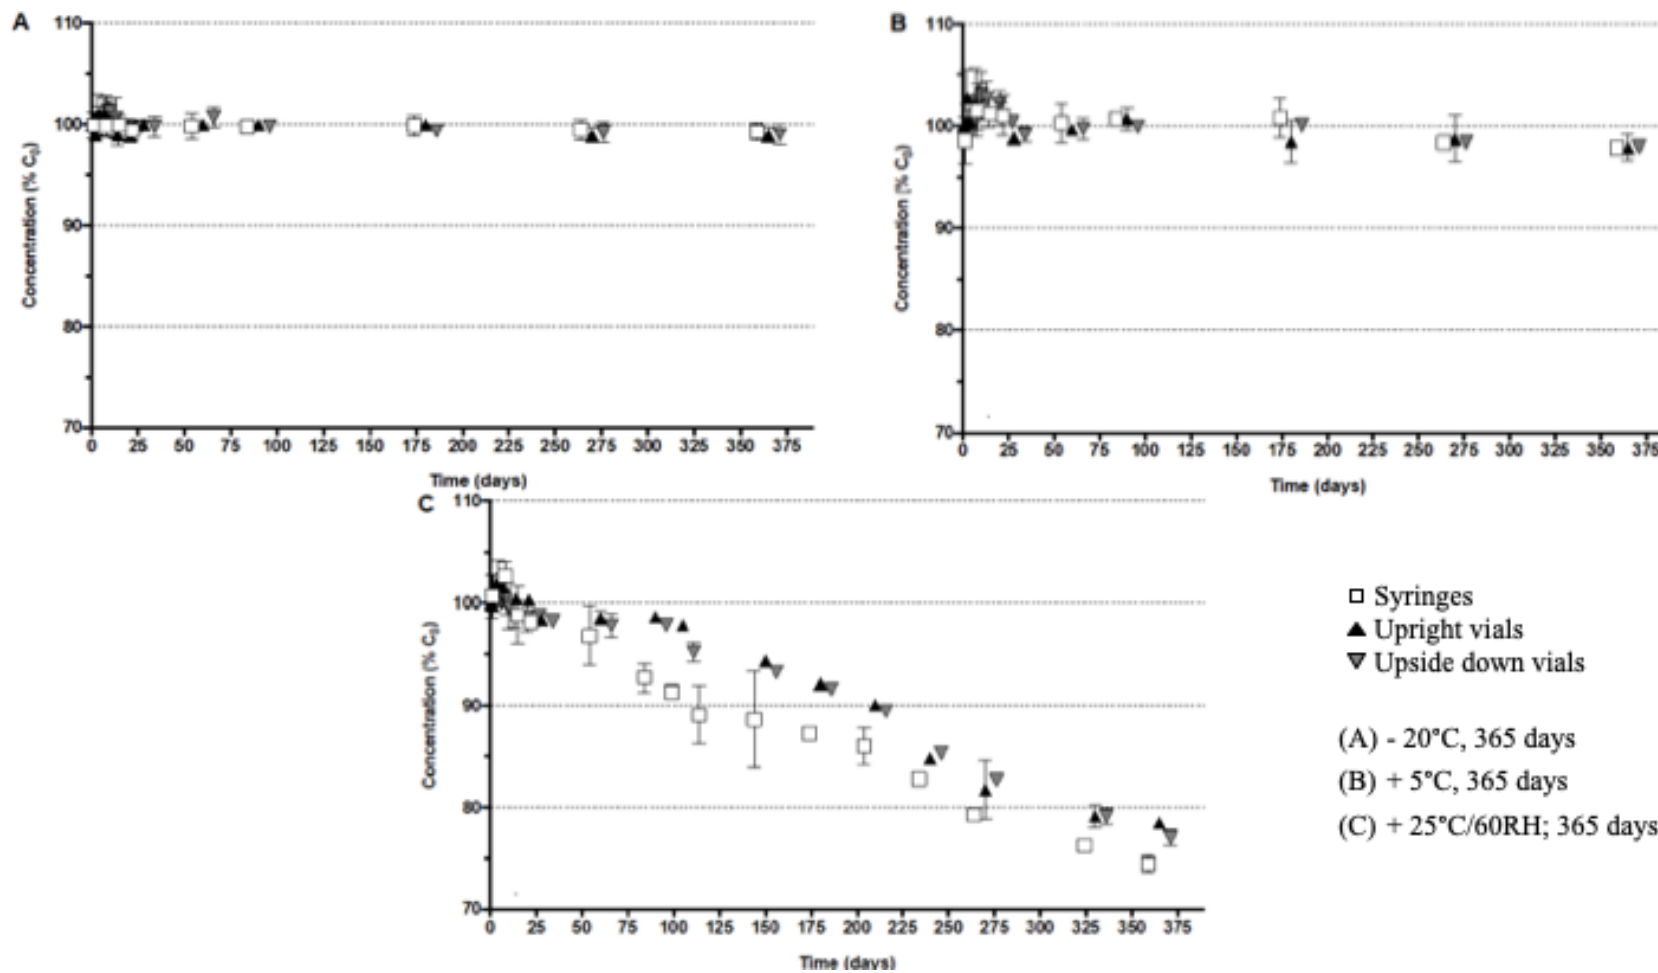 A
110
100
90
80
70
Concentration (% C0)
0 25 50 75 100 125 150 175 200 225 250 275 300 325 350 375
Time (days)
B
110
100
90
80
70
Concentration (% C0)
0 25 50 75 100 125 150 175 200 225 250 275 300 325 350 375
Time (days)
C
110
100
90
80
70
Concentration (% C0)
0 25 50 75 100 125 150 175 200 225 250 275 300 325 350 375
Time (days)
Syringes
Upright vials
Upside down vials
(A) - 20°C, 365 days
(B) + 5°C, 365 days
(C) + 25°C/60RH; 365 days